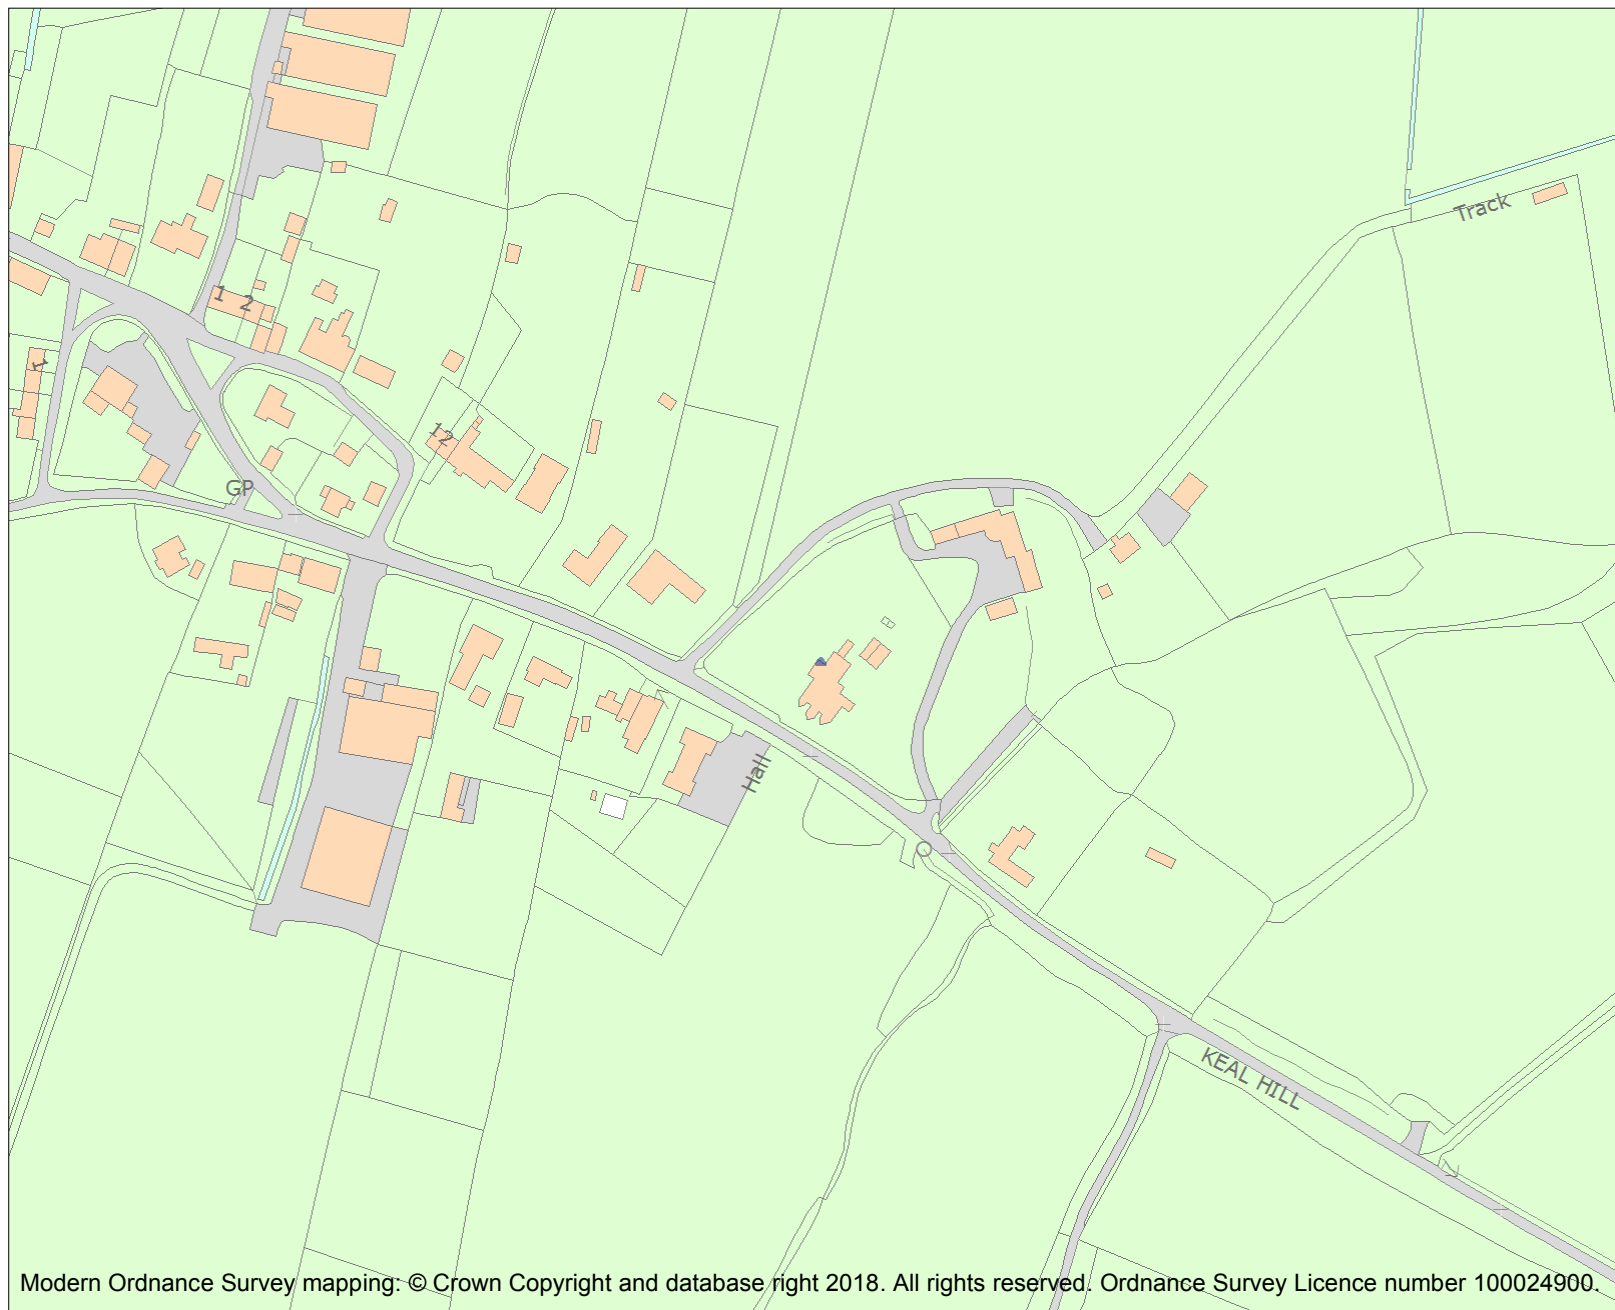 Track
1 2
1
12
GP
Hall
KEAL HILL
Modern Ordnance Survey mapping: © Crown Copyright and database right 2018. All rights reserved. Ordnance Survey Licence number 100024900.